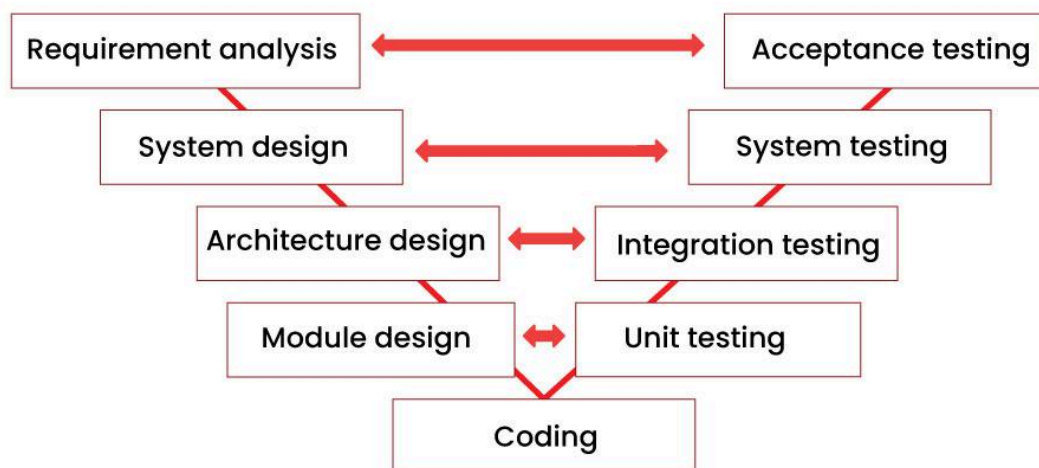 Requirement analysis
Acceptance testing
System design
System testing
Architecture design
Integration testing
Module design
Unit testing
Coding